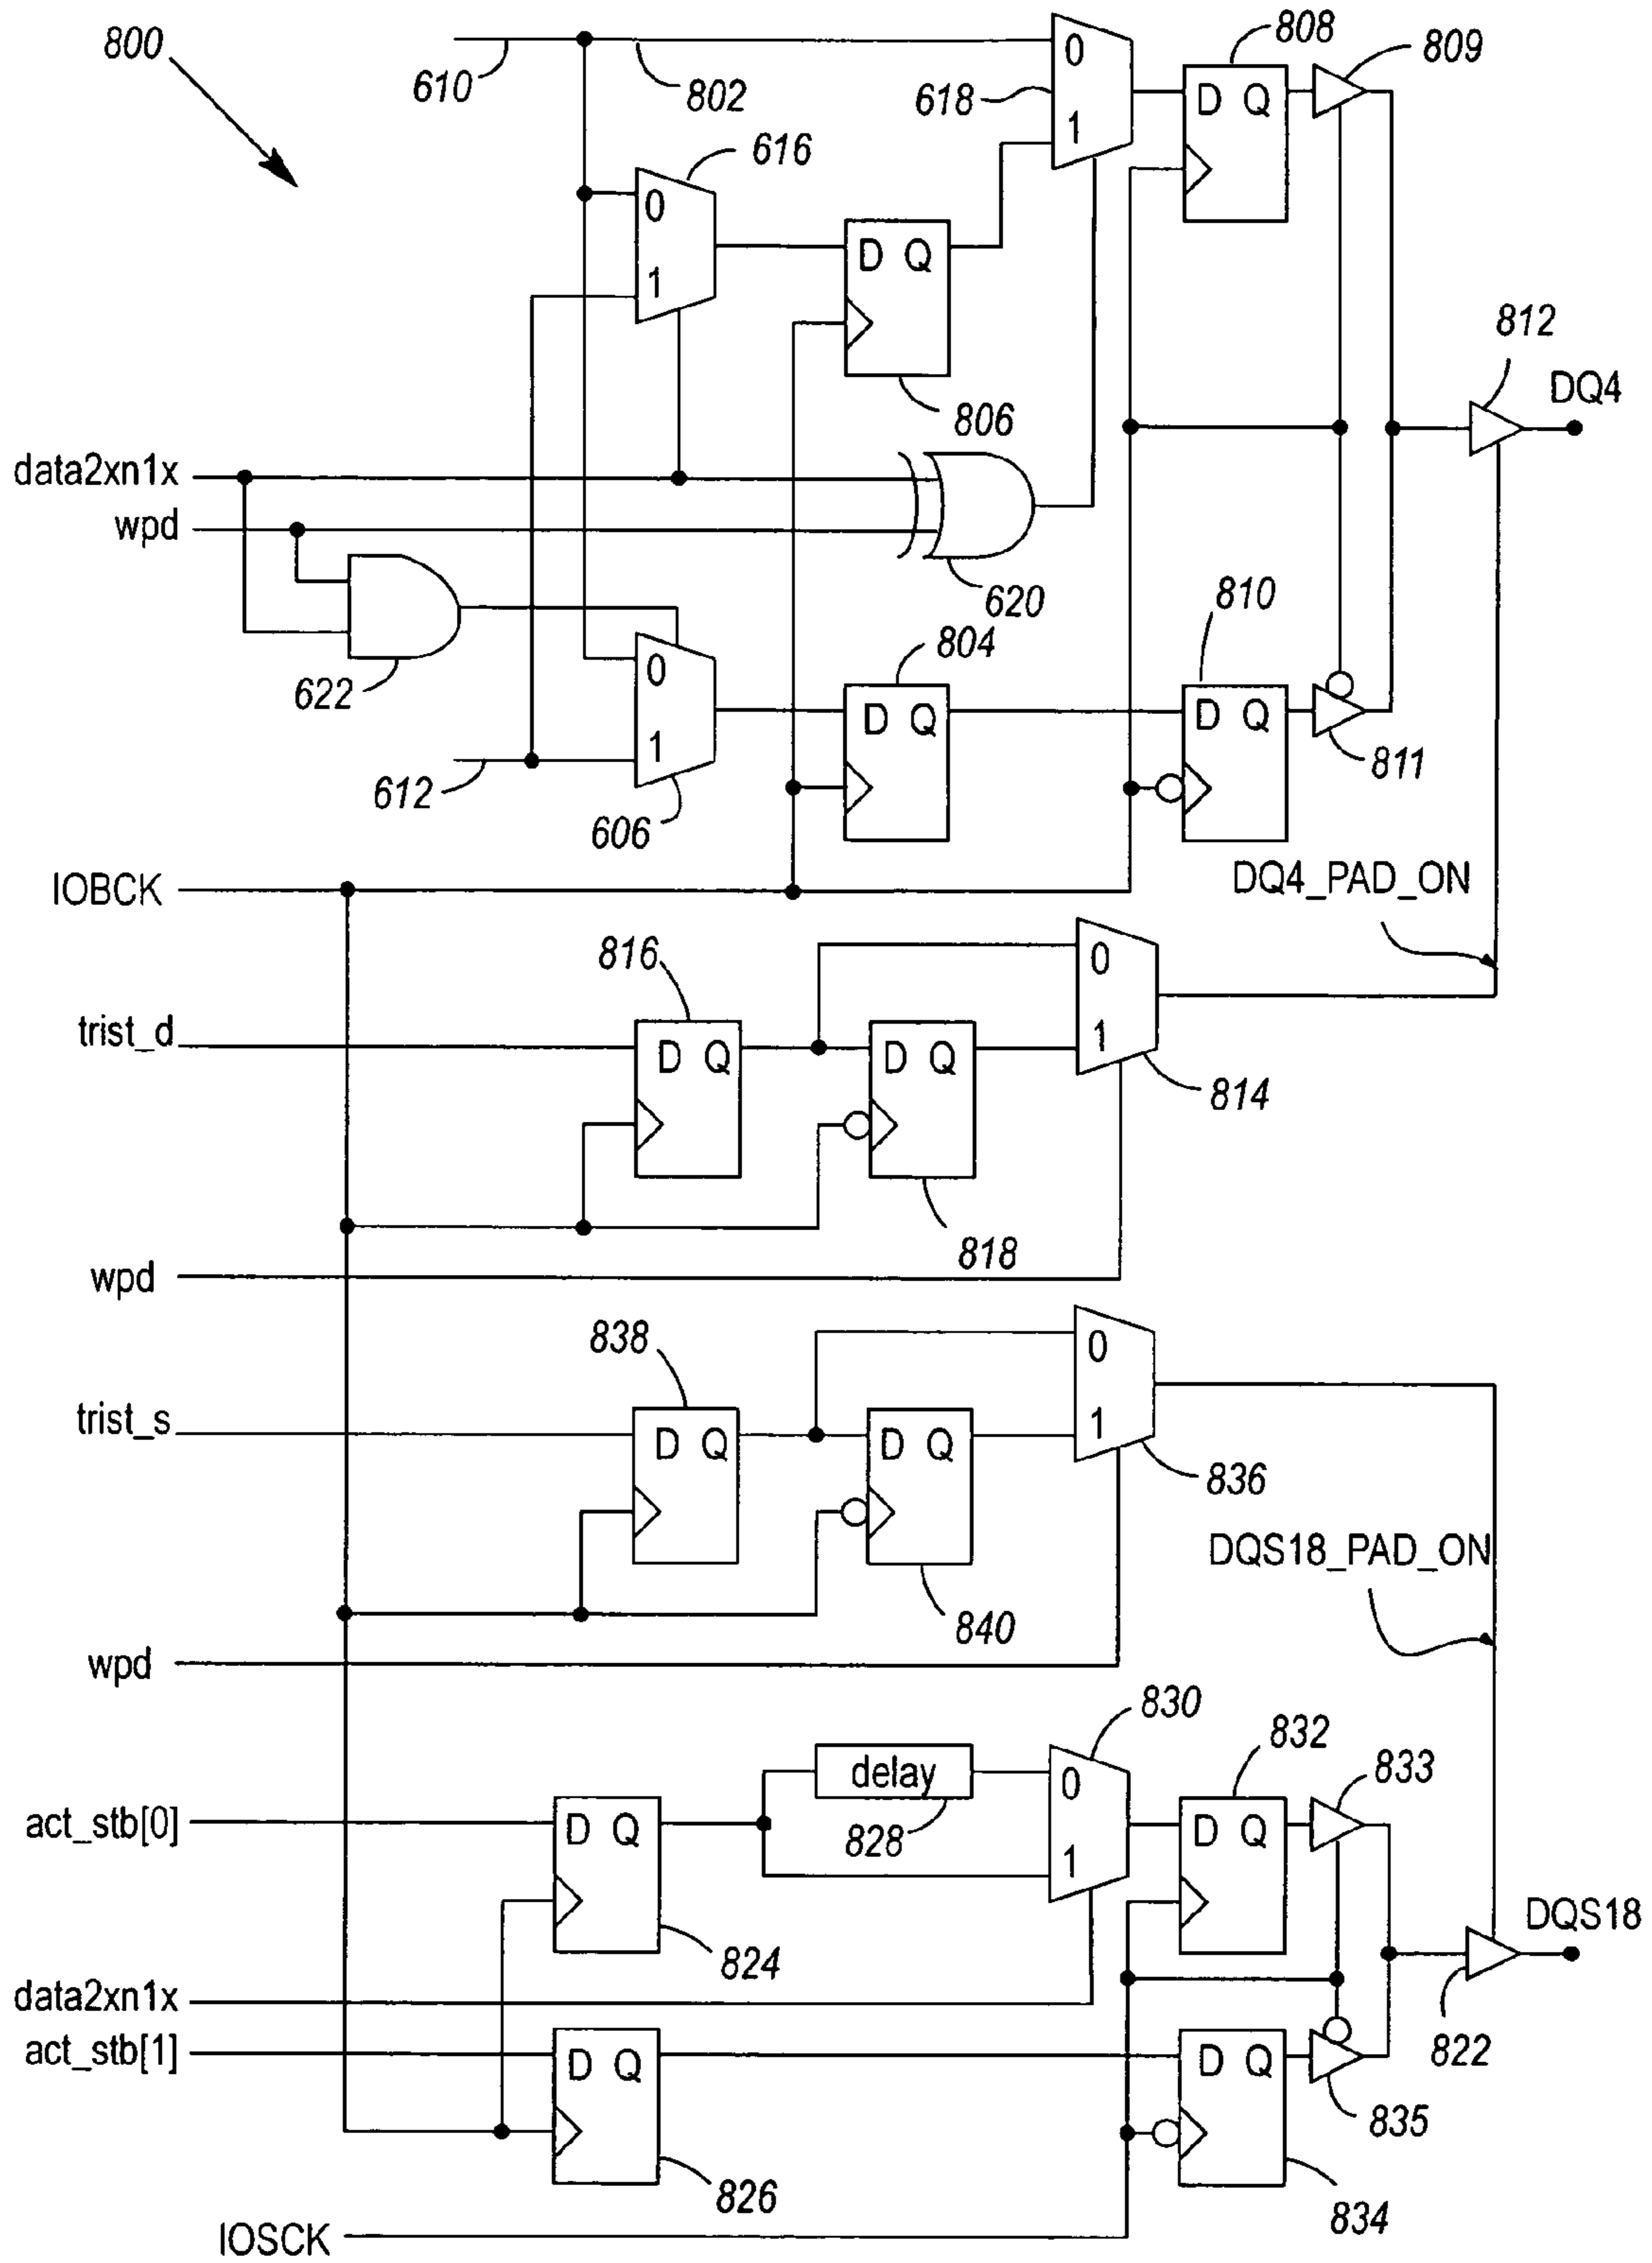 800
610
802
0
618
1
808
D Q
809
616
0
1
D Q
806
812
DQ4
data2xn1x
wpd
620
622
0
1
606
804
D Q
810
D Q
811
612
IOBCK
DQ4_PAD_ON
816
trist_d
D Q
D Q
818
0
1
814
wpd
838
trist_s
D Q
D Q
840
0
1
836
DQS18_PAD_ON
wpd
830
act_stb[0]
D Q
824
delay
828
0
1
832
D Q
833
DQS18
822
data2xn1x
act_stb[1]
D Q
826
D Q
835
834
IOSCK